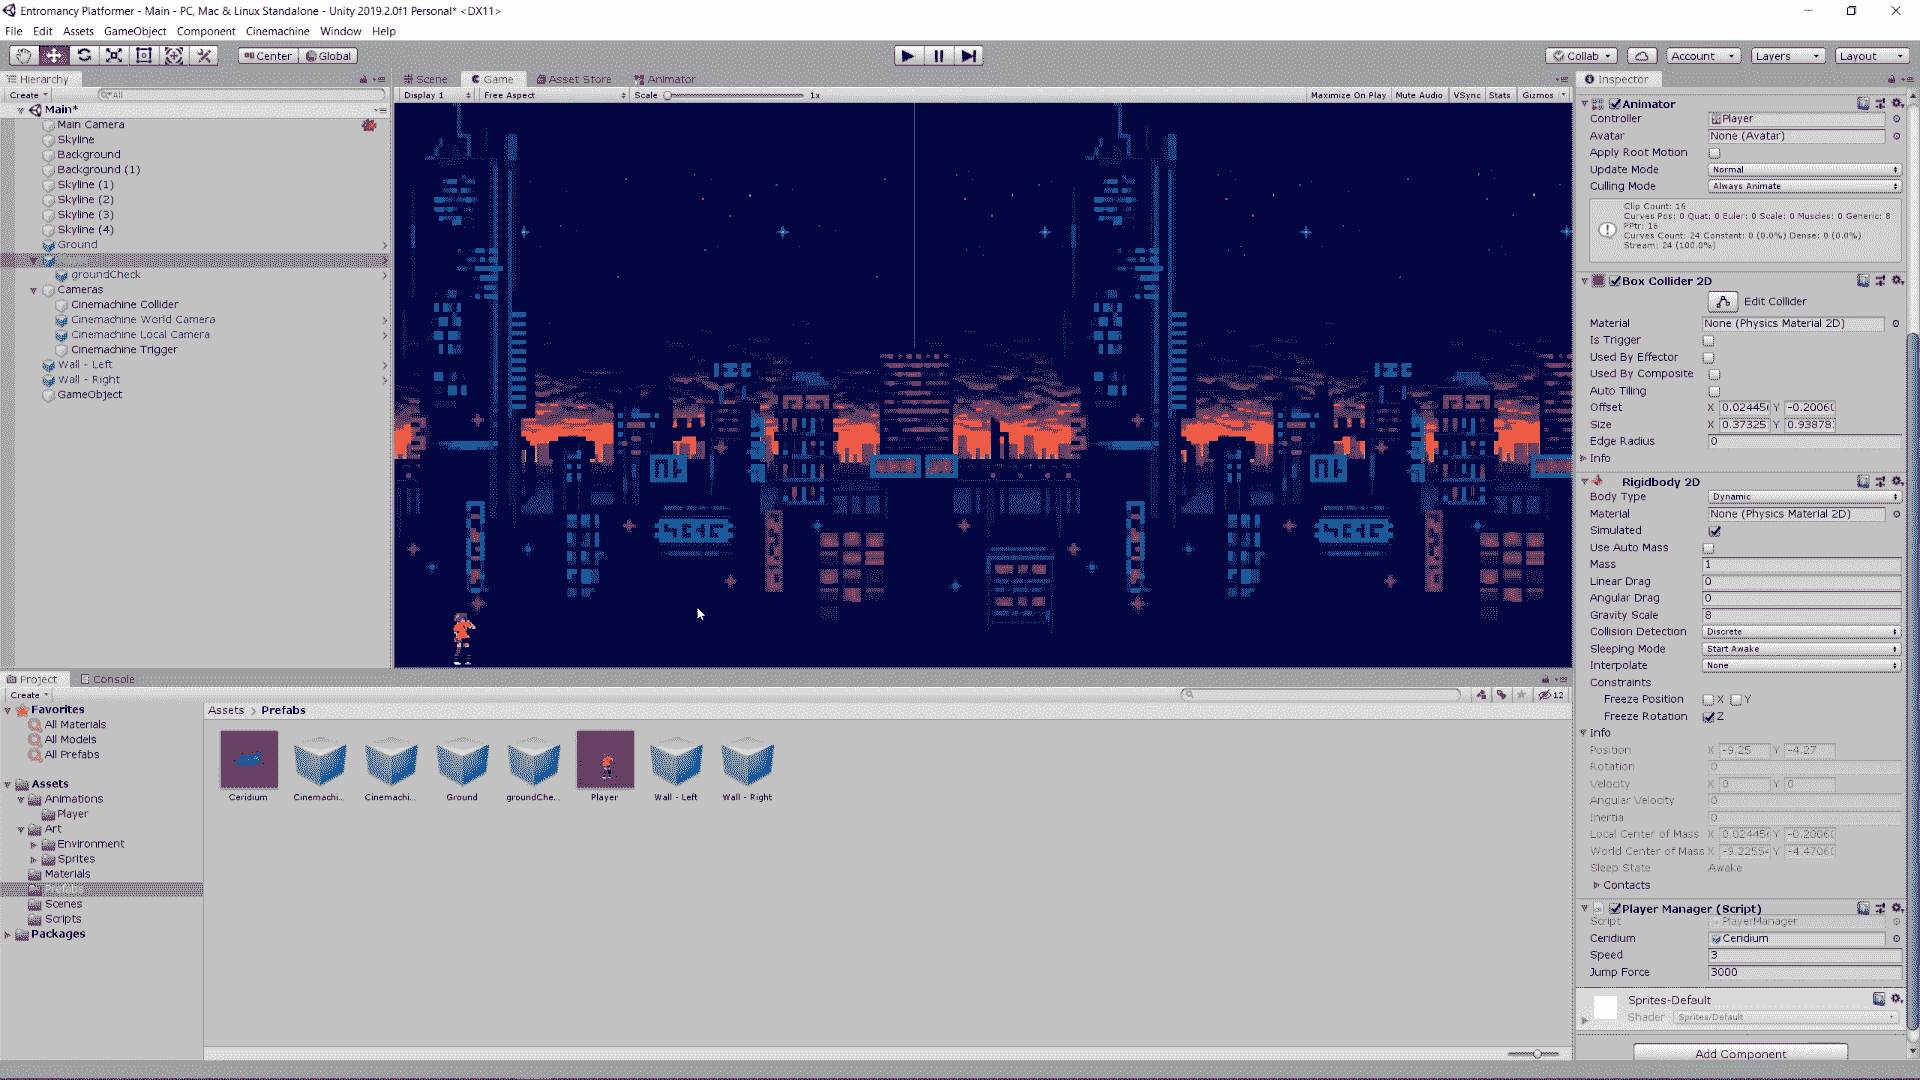 Entromancy Platformer - Main - PC, Mac & Linux Standalone - Unity 2019.2.0f1 Personal* <DX11>
File Edit Assets GameObject Component Cinemachine Window Help
Center Global
Collab Account Layers Layout
Hierarchy
Create All
Main*
Main Camera
Skyline
Background
Background (1)
Skyline (1)
Skyline (2)
Skyline (3)
Skyline (4)
Ground
groundCheck
Cameras
Cinemachine Collider
Cinemachine World Camera
Cinemachine Local Camera
Cinemachine Trigger
Wall - Left
Wall - Right
GameObject
Scene Game Asset Store Animator
Display 1 Free Aspect Scale 1x Maximize On Play Mute Audio VSync Stats Gizmos
Inspector
Animator
Controller Player
Avatar None (Avatar)
Apply Root Motion
Update Mode Normal
Culling Mode Always Animate
Clip Count: 16
Curves Pos: 0 Quat: 0 Euler: 0 Scale: 0 Muscles: 0 Generic: 8
PPtr: 16
Curves Count: 24 Constant: 0 (0.0%) Dense: 0 (0.0%)
Stream: 24 (100.0%)
Box Collider 2D
Edit Collider
Material None (Physics Material 2D)
Is Trigger
Used By Effector
Used By Composite
Auto Tiling
Offset X 0.02445 Y -0.2006
Size X 0.37325 Y 0.93878
Edge Radius 0
Info
Rigidbody 2D
Body Type Dynamic
Material None (Physics Material 2D)
Simulated
Use Auto Mass
Mass 1
Linear Drag 0
Angular Drag 0
Gravity Scale 8
Collision Detection Discrete
Sleeping Mode Start Awake
Interpolate None
Constraints
Freeze Position X Y
Freeze Rotation Z
Info
Position X -9.25 Y -4.27
Rotation 0
Velocity X 0 Y 0
Angular Velocity 0
Inertia 0
Local Center of Mass X 0.02445 Y -0.2006
World Center of Mass X -9.2255 Y -4.4706
Sleep State Awake
Contacts
Player Manager (Script)
Script PlayerManager
Ceridium Ceridium
Speed 3
Jump Force 3000
Sprites-Default
Shader Sprites/Default
Add Component
Project Console
Create 12
Favorites
All Materials
All Models
All Prefabs
Assets
Animations
Player
Art
Environment
Sprites
Materials
Prefabs
Scenes
Scripts
Packages
Assets > Prefabs
Ceridium Cinemachi... Cinemachi... Ground groundChe... Player Wall - Left Wall - Right